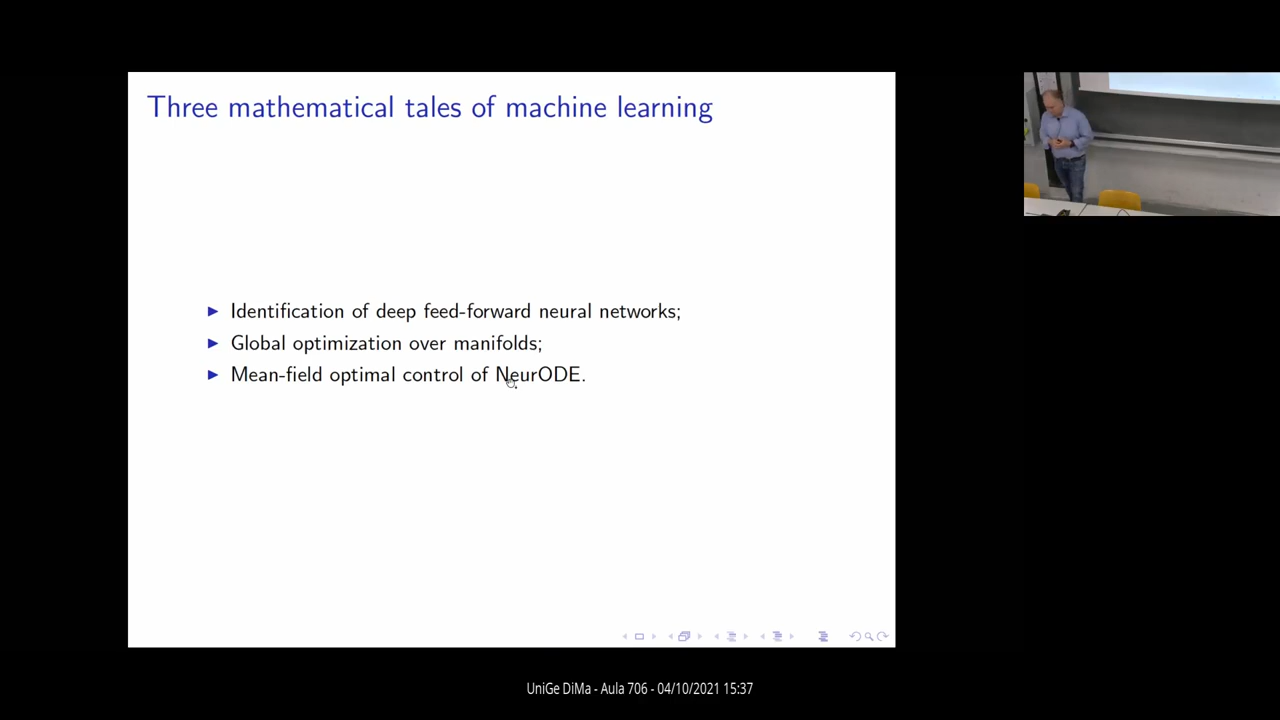 Three mathematical tales of machine learning
Identification of deep feed-forward neural networks;
Global optimization over manifolds;
Mean-field optimal control of NeurODE.
UniGe DiMa - Aula 706 - 04/10/2021 15:37